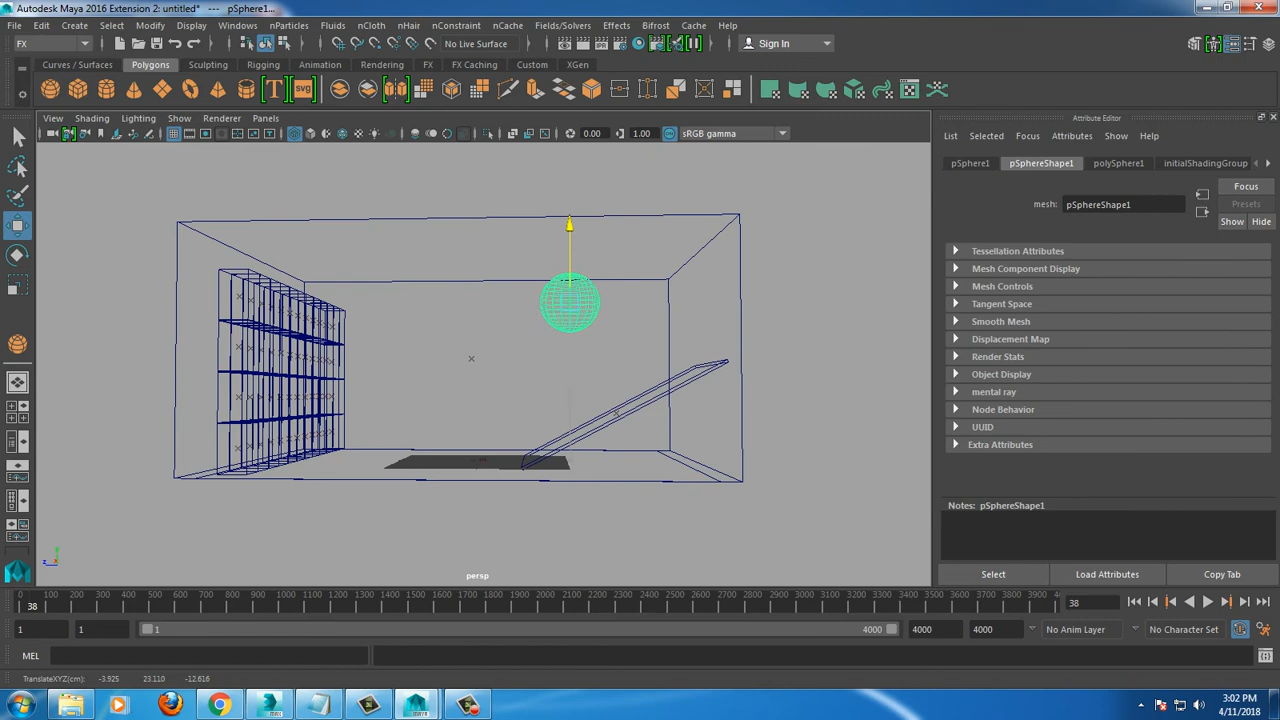 Autodesk Maya 2016 Extension 2: untitled* --- pSphere1...
File Edit Create Select Modify Display Windows nParticles Fluids nCloth nHair nConstraint nCache Fields/Solvers Effects Bifrost Cache Help
FX No Live Surface Sign In
Curves / Surfaces Polygons Sculpting Rigging Animation Rendering FX FX Caching Custom XGen
T svg
View Shading Lighting Show Renderer Panels
0.00 1.00 sRGB gamma
Attribute Editor
List Selected Focus Attributes Show Help
pSphere1 pSphereShape1 polySphere1 initialShadingGroup
mesh: pSphereShape1
Focus
Presets
Show Hide
Tessellation Attributes
Mesh Component Display
Mesh Controls
Tangent Space
Smooth Mesh
Displacement Map
Render Stats
Object Display
mental ray
Node Behavior
UUID
Extra Attributes
Notes: pSphereShape1
Select Load Attributes Copy Tab
persp
0 100 200 300 400 500 600 700 800 900 1000 1100 1200 1300 1400 1500 1600 1700 1800 1900 2000 2100 2200 2300 2400 2500 2600 2700 2800 2900 3000 3100 3200 3300 3400 3500 3600 3700 3800 3900
38 38
1 1 1 4000 4000 4000 No Anim Layer No Character Set
MEL
TranslateXYZ(cm): -3.925 23.110 -12.616
3:02 PM
4/11/2018